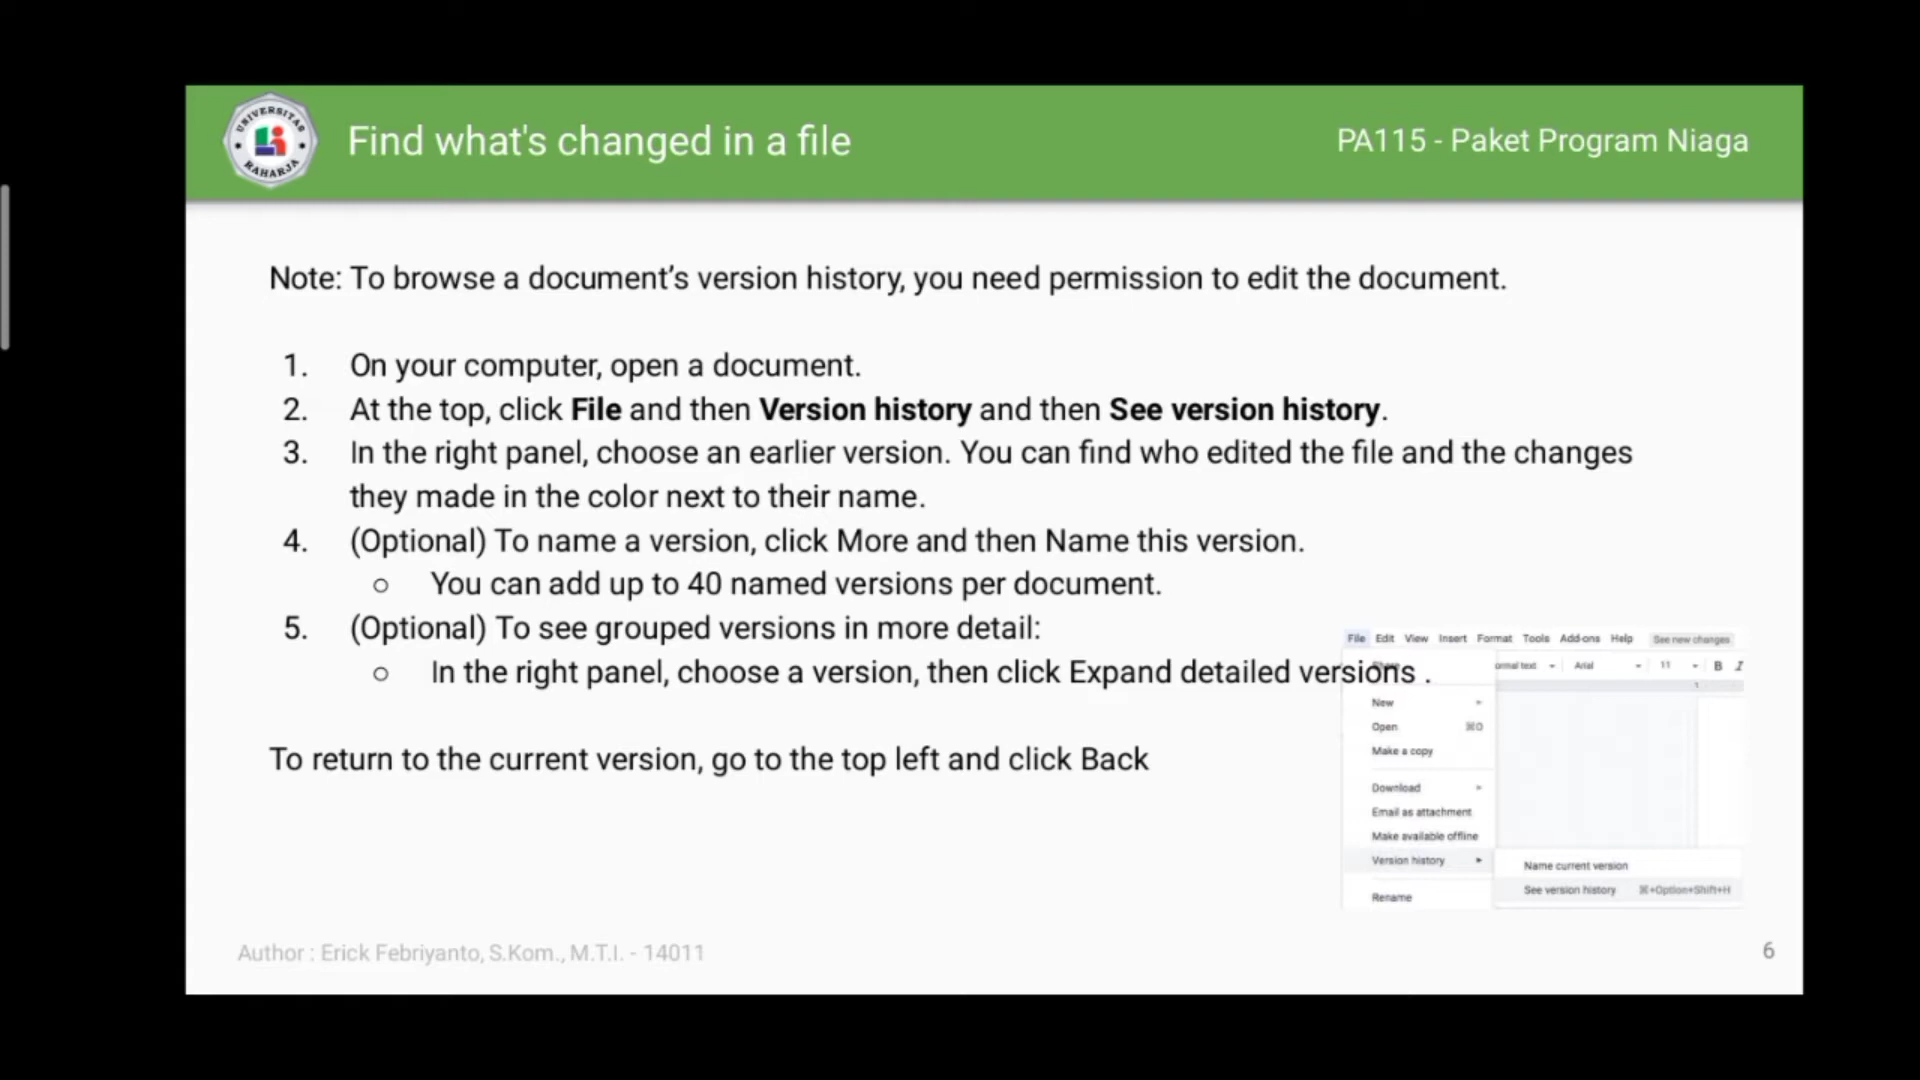 UNIVERSITAS
RAHARJA
Find what's changed in a file
PA115 - Paket Program Niaga
Note: To browse a document’s version history, you need permission to edit the document.
1. On your computer, open a document.
2. At the top, click File and then Version history and then See version history.
3. In the right panel, choose an earlier version. You can find who edited the file and the changes
they made in the color next to their name.
4. (Optional) To name a version, click More and then Name this version.
○ You can add up to 40 named versions per document.
5. (Optional) To see grouped versions in more detail:
○ In the right panel, choose a version, then click Expand detailed versions .
To return to the current version, go to the top left and click Back
File Edit View Insert Format Tools Add-ons Help See new changes
ormal text Arial 11 B I
New
Open ⌘O
Make a copy
Download
Email as attachment
Make available offline
Version history
Name current version
See version history ⌘+Option+Shift+H
Rename
Author : Erick Febriyanto, S.Kom., M.T.I. - 14011
6